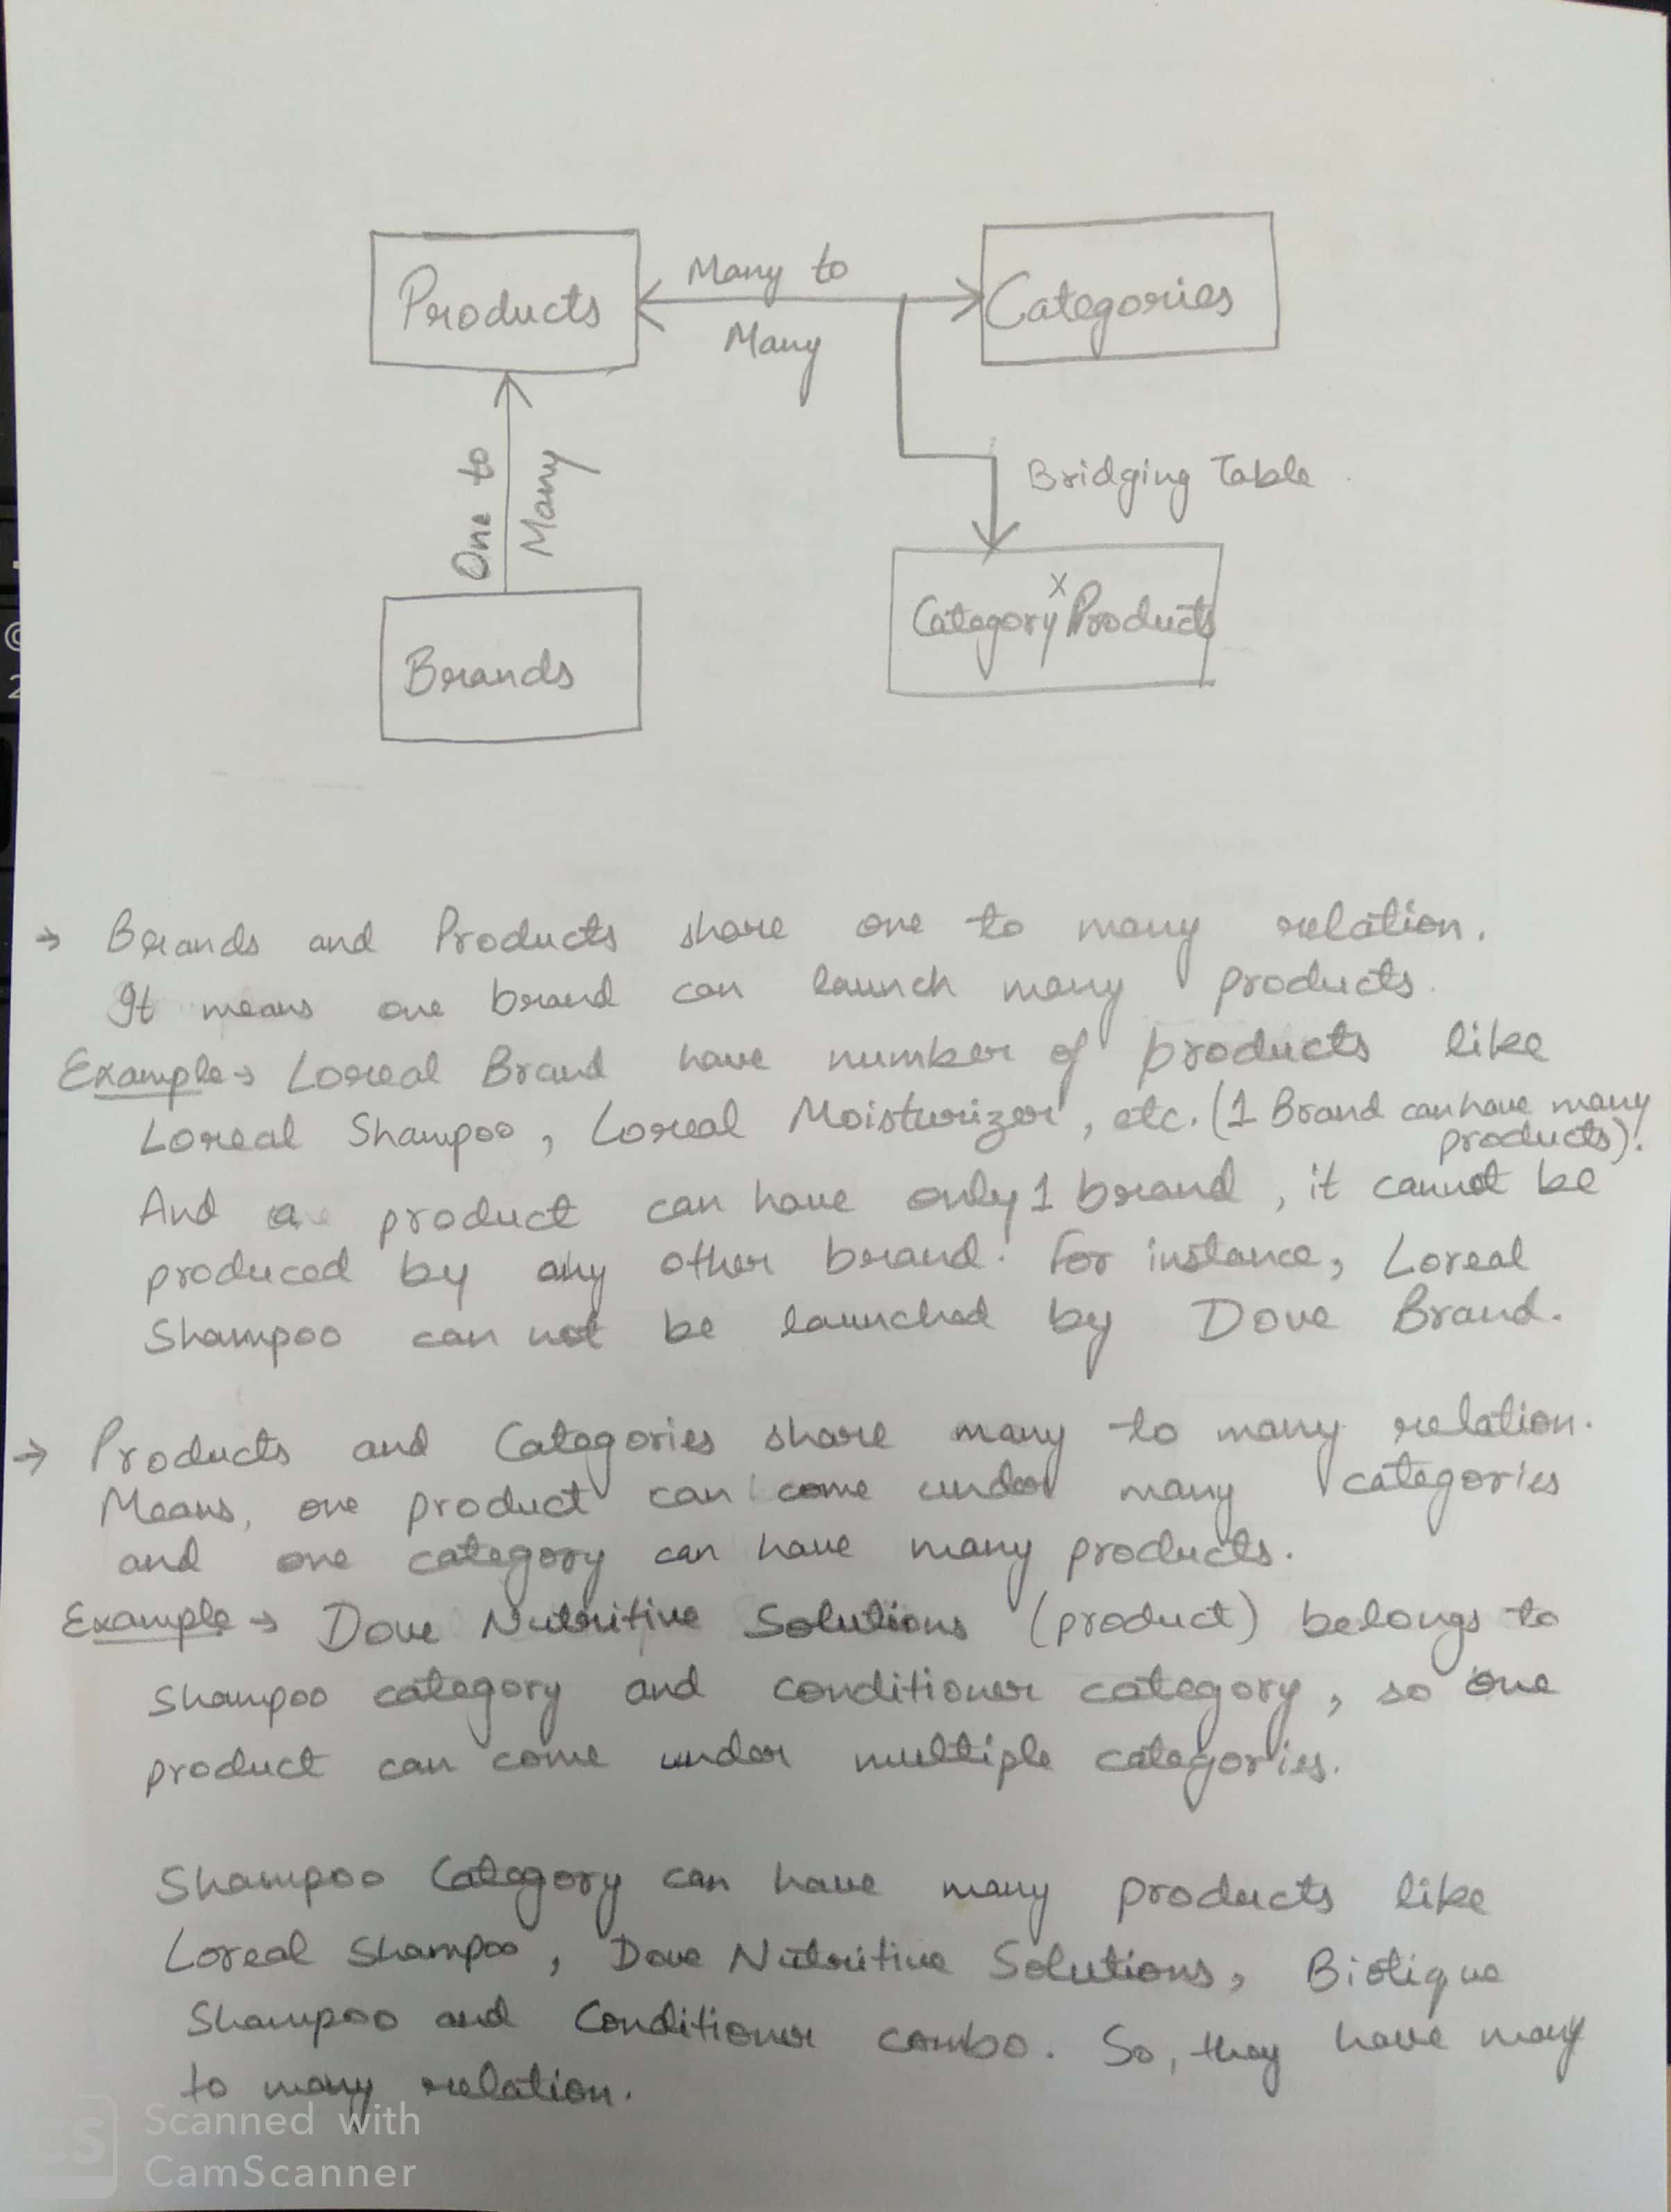 Products
Many to
Many
Categories
One to
Many
Bridging Table
Category x Products
Brands
→ Brands and Products share one to many relation.
It means one brand can launch many products.
Example → Loreal Brand have number of products like
Loreal Shampoo, Loreal Moisturizer, etc. (1 Brand can have many
products).
And a product can have only 1 brand, it cannot be
produced by any other brand. For instance, Loreal
Shampoo can not be launched by Dove Brand.
→ Products and Categories share many to many relation.
Means, one product can come under many categories
and one category can have many products.
Example → Dove Nutritive Solutions (product) belongs to
Shampoo category and conditioner category, so one
product can come under multiple categories.
Shampoo Category can have many products like
Loreal Shampoo, Dove Nutritive Solutions, Biotique
Shampoo and Conditioner combo. So, they have many
to many relation.
CS
Scanned with
CamScanner